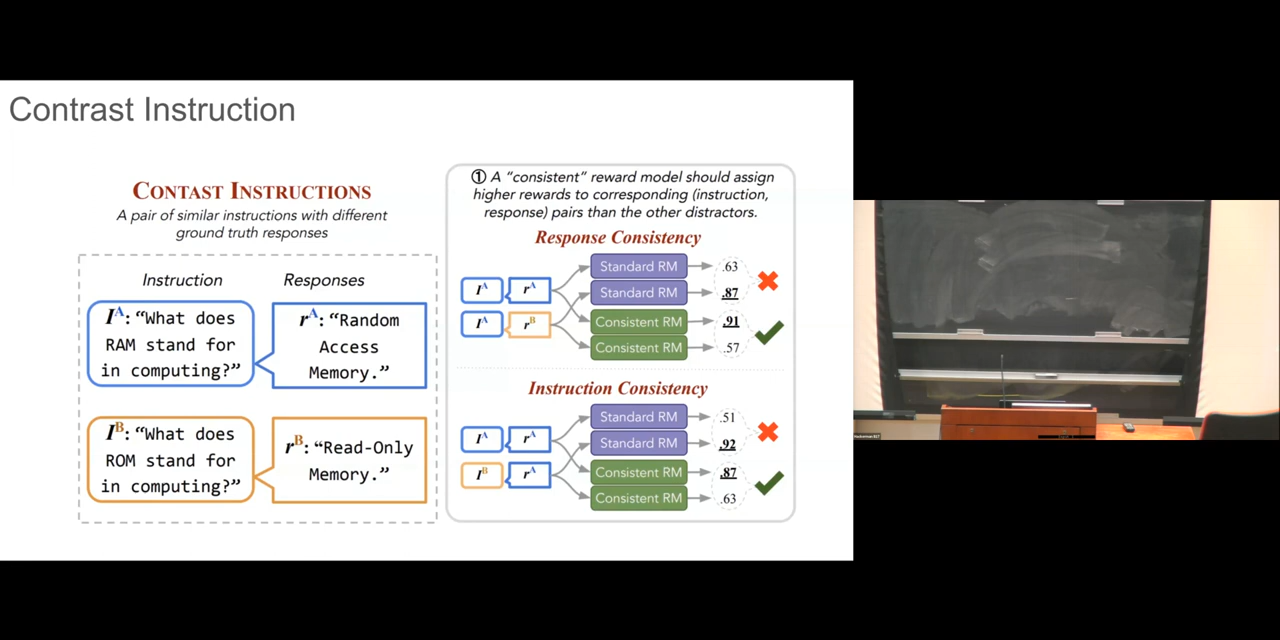 Contrast Instruction
CONTAST INSTRUCTIONS
A pair of similar instructions with different
ground truth responses
Instruction
Responses
I^A: “What does
RAM stand for
in computing?”
r^A: “Random
Access
Memory.”
I^B: “What does
ROM stand for
in computing?”
r^B: “Read-Only
Memory.”
① A “consistent” reward model should assign
higher rewards to corresponding (instruction,
response) pairs than the other distractors.
Response Consistency
I^A r^A
I^A r^B
Standard RM .63
Standard RM .87
Consistent RM .91
Consistent RM .57
Instruction Consistency
I^A r^A
I^B r^A
Standard RM .51
Standard RM .92
Consistent RM .87
Consistent RM .63